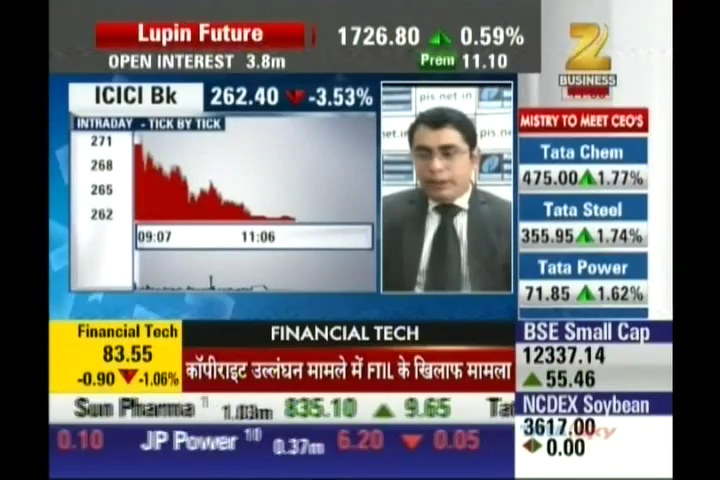 Lupin Future
1726.80 0.59%
OPEN INTEREST 3.8m
Prem 11.10
Z
BUSINESS
ICICI Bk
262.40 -3.53%
INTRADAY - TICK BY TICK
271
268
265
262
09:07 11:06
pis.net.in
MISTRY TO MEET CEO'S
Tata Chem
475.00 1.77%
Tata Steel
355.95 1.74%
Tata Power
71.85 1.62%
Financial Tech
83.55
-0.90 -1.06%
FINANCIAL TECH
कॉपीराइट उल्लंघन मामले में FTIL के खिलाफ मामला
BSE Small Cap
12337.14
55.46
NCDEX Soybean
3617.00
0.00
Sun Pharma 1.03m 835.10 9.65 Tat
0.10 JP Power 10 0.37m 6.20 0.05